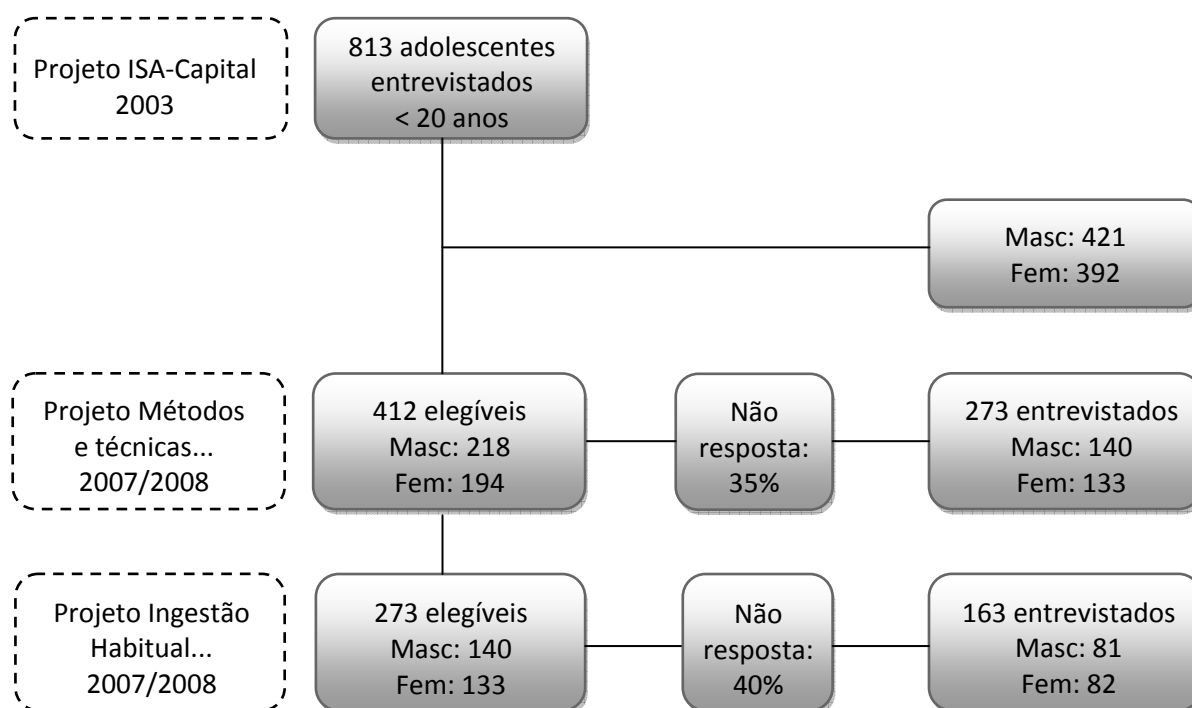 Projeto ISA-Capital
2003
813 adolescentes
entrevistados
< 20 anos
Masc: 421
Fem: 392
Projeto Métodos
e técnicas...
2007/2008
412 elegíveis
Masc: 218
Fem: 194
Não
resposta:
35%
273 entrevistados
Masc: 140
Fem: 133
Projeto Ingestão
Habitual...
2007/2008
273 elegíveis
Masc: 140
Fem: 133
Não
resposta:
40%
163 entrevistados
Masc: 81
Fem: 82